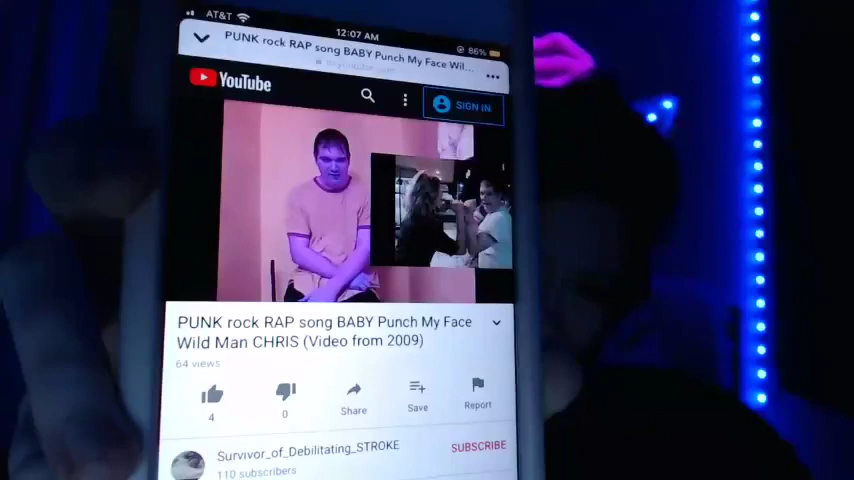 AT&T
12:07 AM
86%
PUNK rock RAP song BABY Punch My Face Wil...
YouTube
SIGN IN
PUNK rock RAP song BABY Punch My Face
Wild Man CHRIS (Video from 2009)
64 views
4
0
Share
Save
Report
Survivor_of_Debilitating_STROKE
SUBSCRIBE
110 subscribers